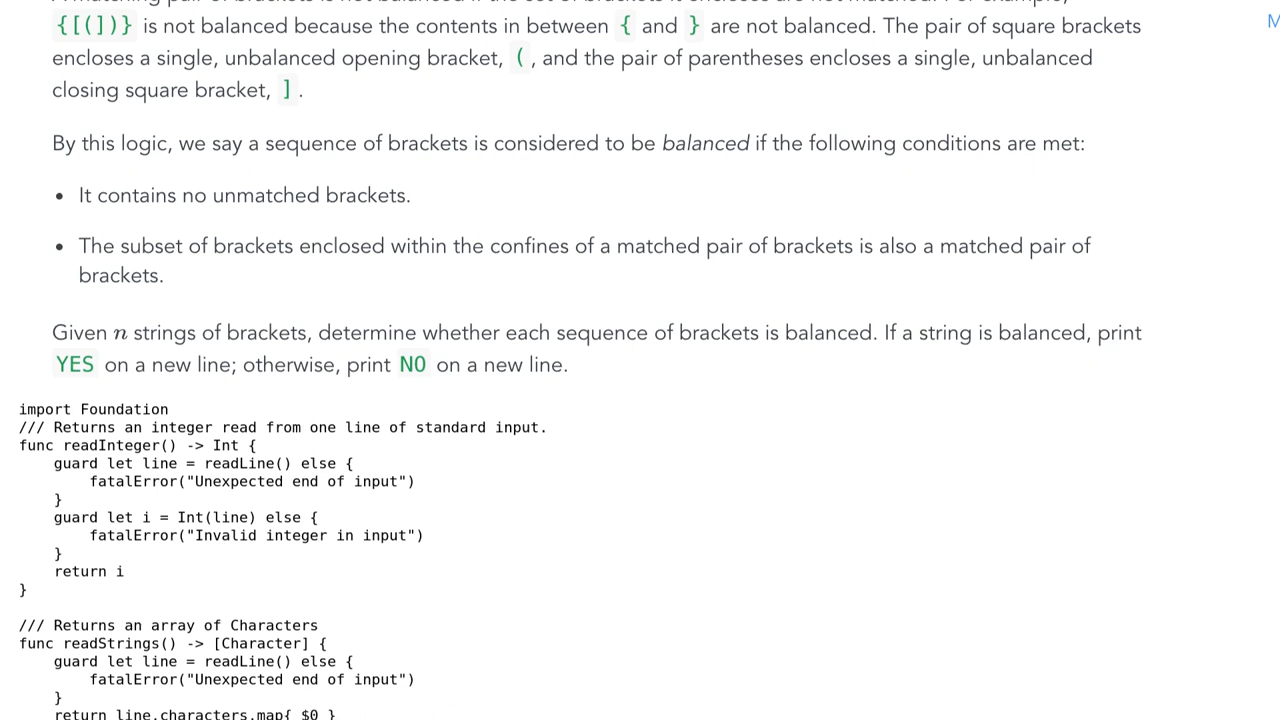 {[(])} is not balanced because the contents in between { and } are not balanced. The pair of square brackets
encloses a single, unbalanced opening bracket, (, and the pair of parentheses encloses a single, unbalanced
closing square bracket, ].
By this logic, we say a sequence of brackets is considered to be balanced if the following conditions are met:
• It contains no unmatched brackets.
• The subset of brackets enclosed within the confines of a matched pair of brackets is also a matched pair of
brackets.
Given n strings of brackets, determine whether each sequence of brackets is balanced. If a string is balanced, print
YES on a new line; otherwise, print NO on a new line.
import Foundation
/// Returns an integer read from one line of standard input.
func readInteger() -> Int {
    guard let line = readLine() else {
        fatalError("Unexpected end of input")
    }
    guard let i = Int(line) else {
        fatalError("Invalid integer in input")
    }
    return i
}
/// Returns an array of Characters
func readStrings() -> [Character] {
    guard let line = readLine() else {
        fatalError("Unexpected end of input")
    }
    return line.characters.map{ $0 }